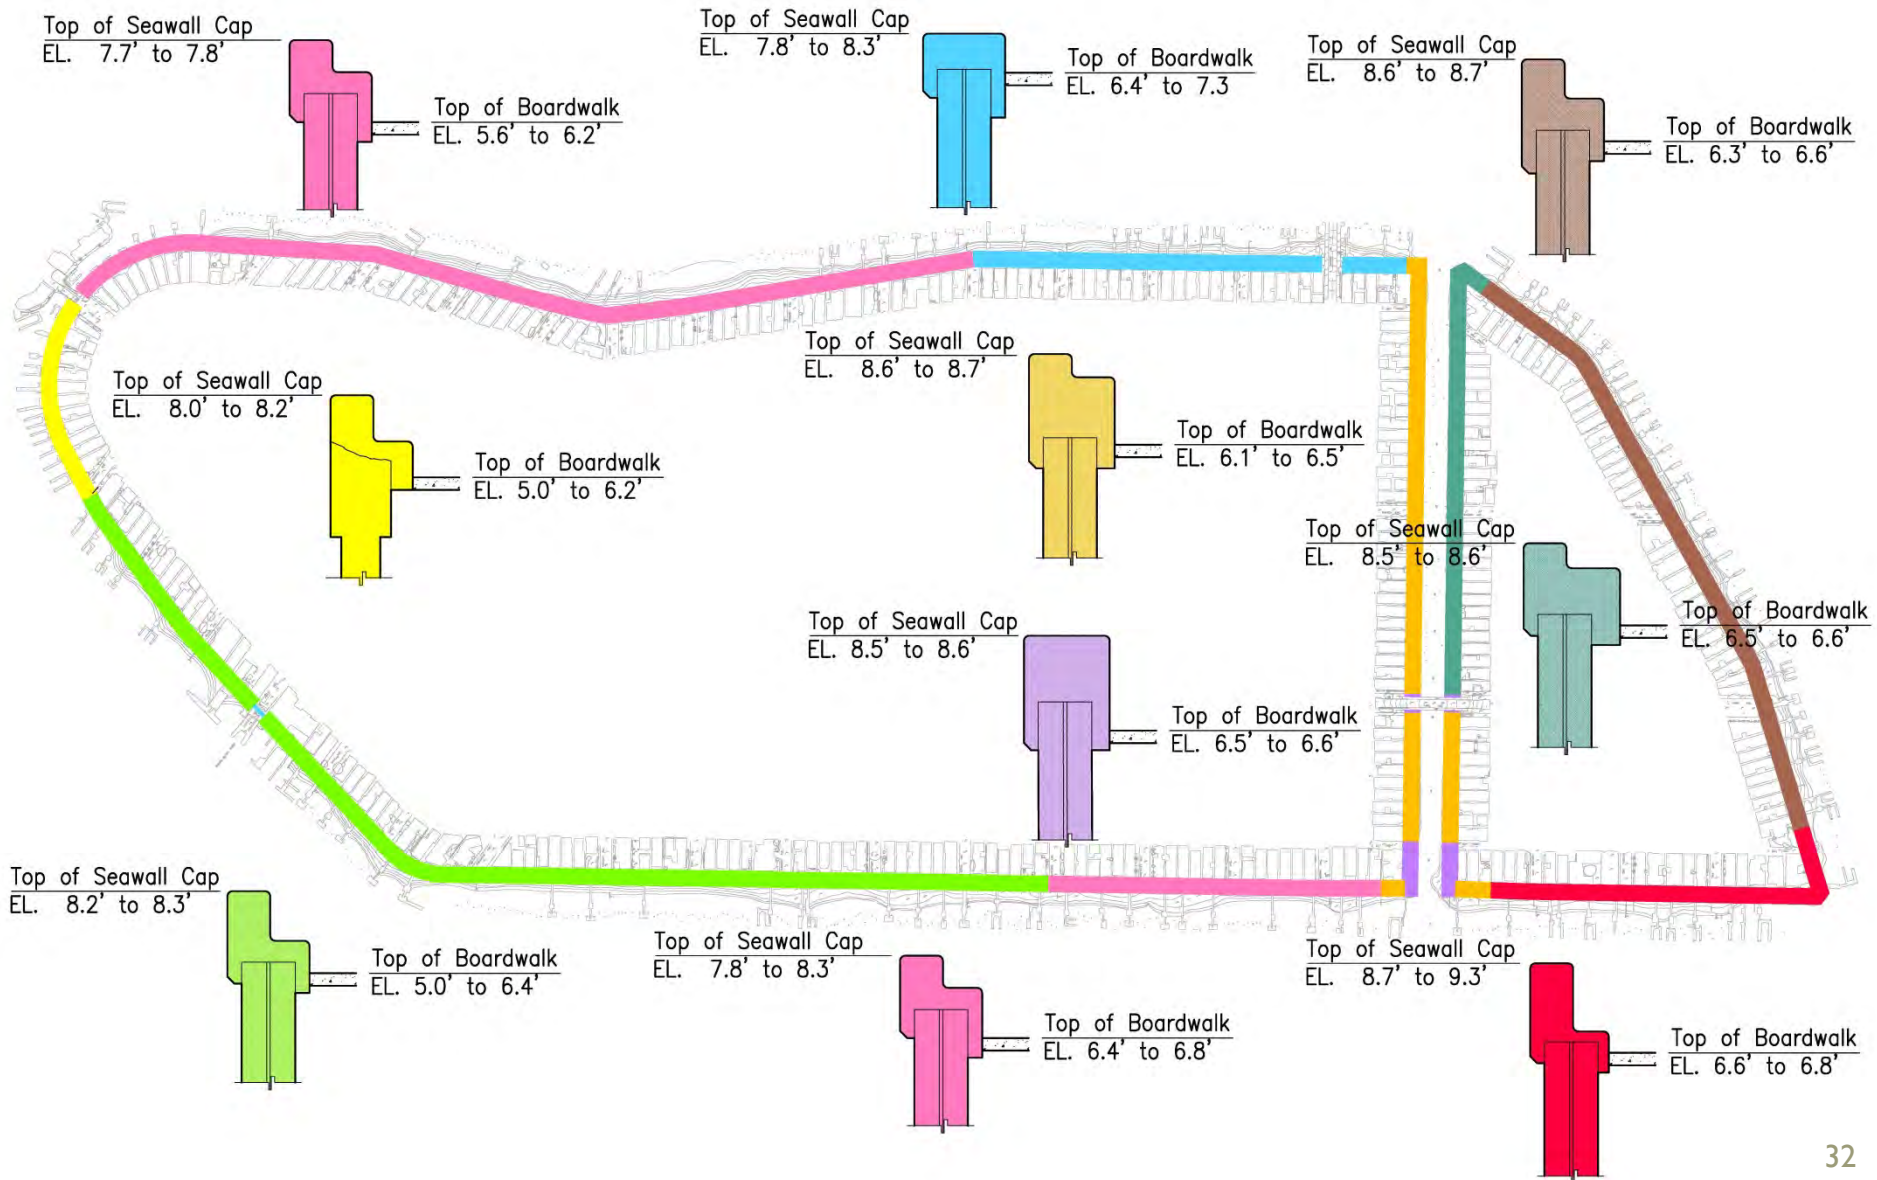 Top of Seawall Cap
EL. 7.7' to 7.8'
Top of Boardwalk
EL. 5.6' to 6.2'
Top of Seawall Cap
EL. 7.8' to 8.3'
Top of Boardwalk
EL. 6.4' to 7.3
Top of Seawall Cap
EL. 8.6' to 8.7'
Top of Boardwalk
EL. 6.3' to 6.6'
Top of Seawall Cap
EL. 8.0' to 8.2'
Top of Boardwalk
EL. 5.0' to 6.2'
Top of Seawall Cap
EL. 8.6' to 8.7'
Top of Boardwalk
EL. 6.1' to 6.5'
Top of Seawall Cap
EL. 8.5' to 8.6'
Top of Boardwalk
EL. 6.5' to 6.6'
Top of Seawall Cap
EL. 8.5' to 8.6'
Top of Boardwalk
EL. 6.5' to 6.6'
Top of Seawall Cap
EL. 8.2' to 8.3'
Top of Boardwalk
EL. 5.0' to 6.4'
Top of Seawall Cap
EL. 7.8' to 8.3'
Top of Boardwalk
EL. 6.4' to 6.8'
Top of Seawall Cap
EL. 8.7' to 9.3'
Top of Boardwalk
EL. 6.6' to 6.8'
32